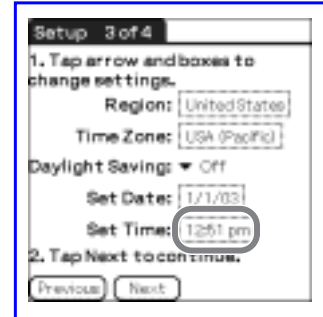 Setup 3 of 4
1. Tap arrow and boxes to
change settings.
Region: United States
Time Zone: USA (Pacific)
Daylight Saving: Off
Set Date: 1/1/03
Set Time: 12:51 pm
2. Tap Next to continue.
Previous Next